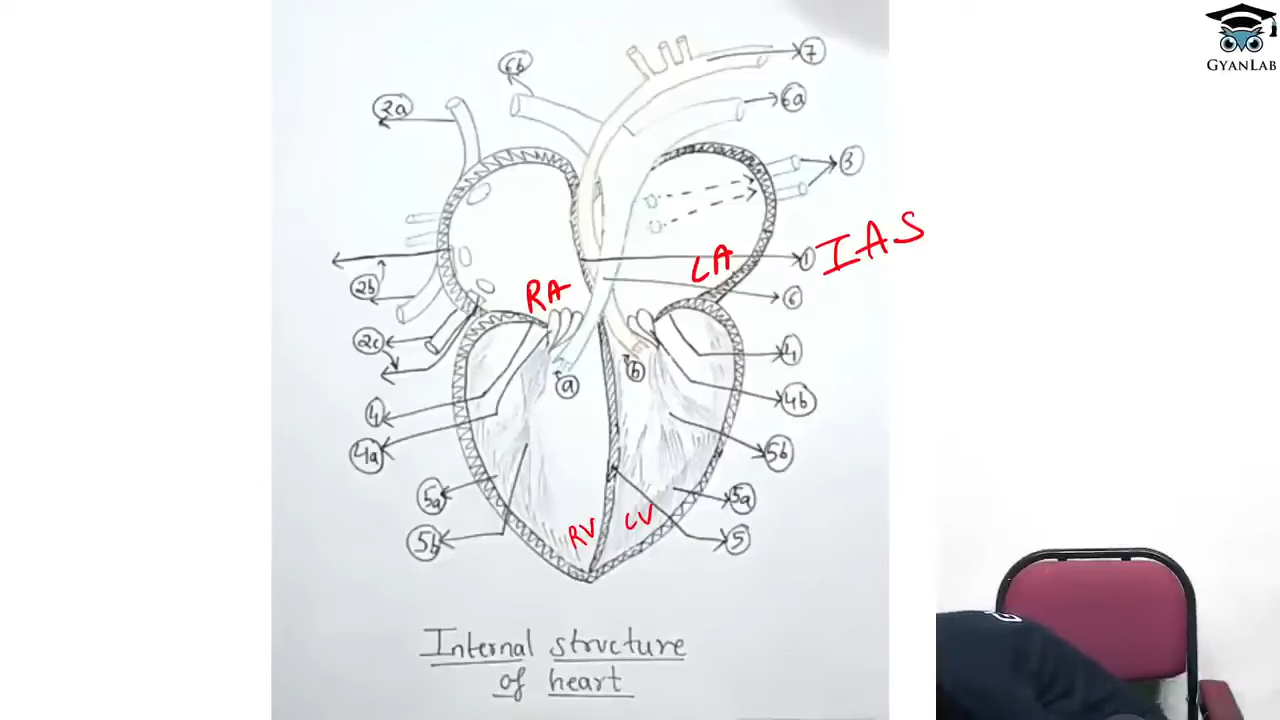 GYANLAB
6b
7
2a
6a
3
IAS
LA
1
2b
RA
6
2c
4
a
b
4b
4
4a
5b
5a
5a
RV
LV
5b
5
Internal structure
of heart